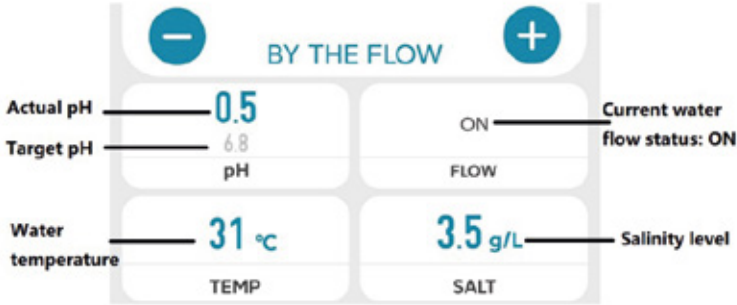 BY THE FLOW
Actual pH
0.5
Target pH
6.8
pH
ON
FLOW
Current water
flow status: ON
Water
temperature
31 °C
TEMP
3.5 g/L
SALT
Salinity level